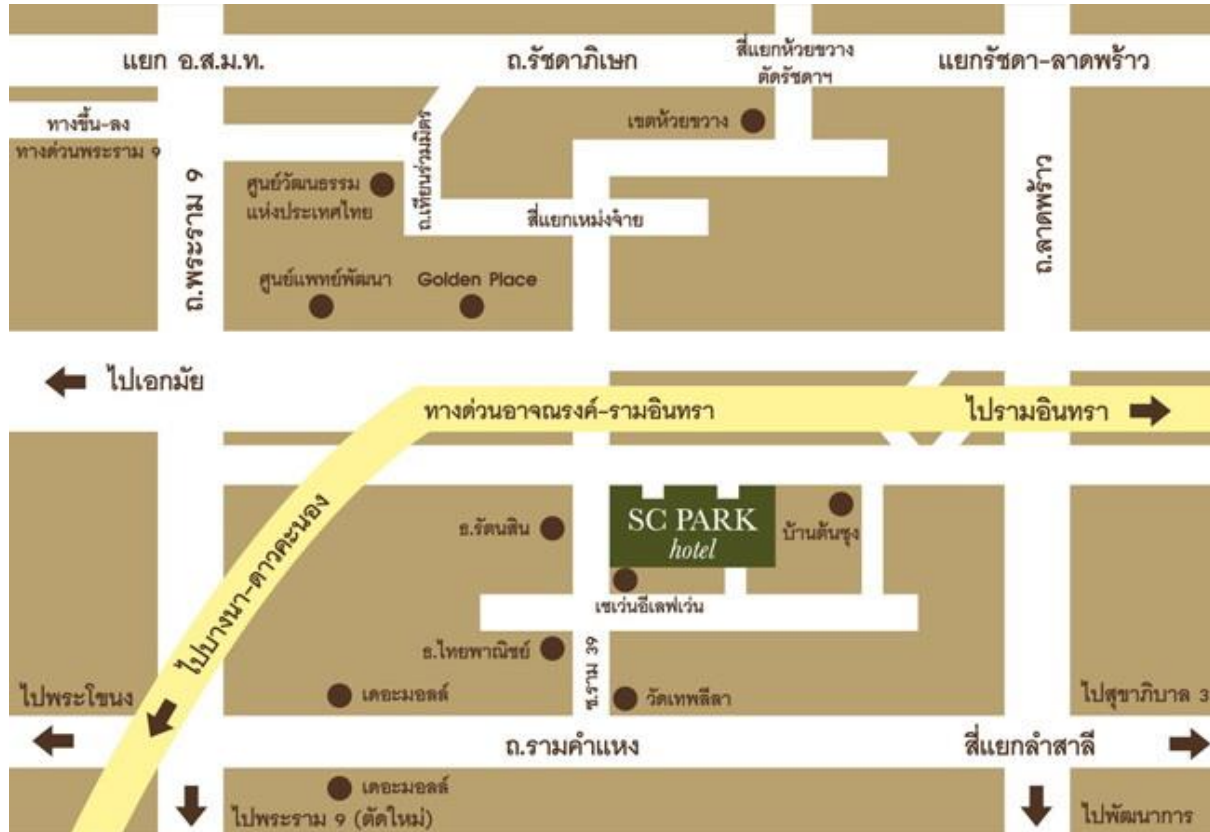 แยก อ.ส.ม.ท.
ถ.รัชดาภิเษก
สี่แยกห้วยขวาง
ตัดรัชดาฯ
แยกรัชดา-ลาดพร้าว
ทางขึ้น-ลง
ทางด่วนพระราม ๙
ถ.พระราม ๙
ถ.เทียนร่วมมิตร
เขตห้วยขวาง
ถ.ลาดพร้าว
ศูนย์วัฒนธรรม
แห่งประเทศไทย
สี่แยกเหม่งจ๋าย
ศูนย์แพทย์พัฒนา
Golden Place
ไปเอกมัย
ทางด่วนอาจณรงค์-รามอินทรา
ไปรามอินทรา
ไปบางนา-ดาวคะนอง
ธ.รัตนสิน
SC PARK
hotel
บ้านต้นซุง
เซเว่นอีเลฟเว่น
ธ.ไทยพาณิชย์
ซ.ราม 39
ไปพระโขนง
เดอะมอลล์
วัดเทพลีลา
ไปสุขาภิบาล 3
ถ.รามคำแหง
สี่แยกลำสาลี
เดอะมอลล์
ไปพระราม ๙ (ตัดใหม่)
ไปพัฒนาการ